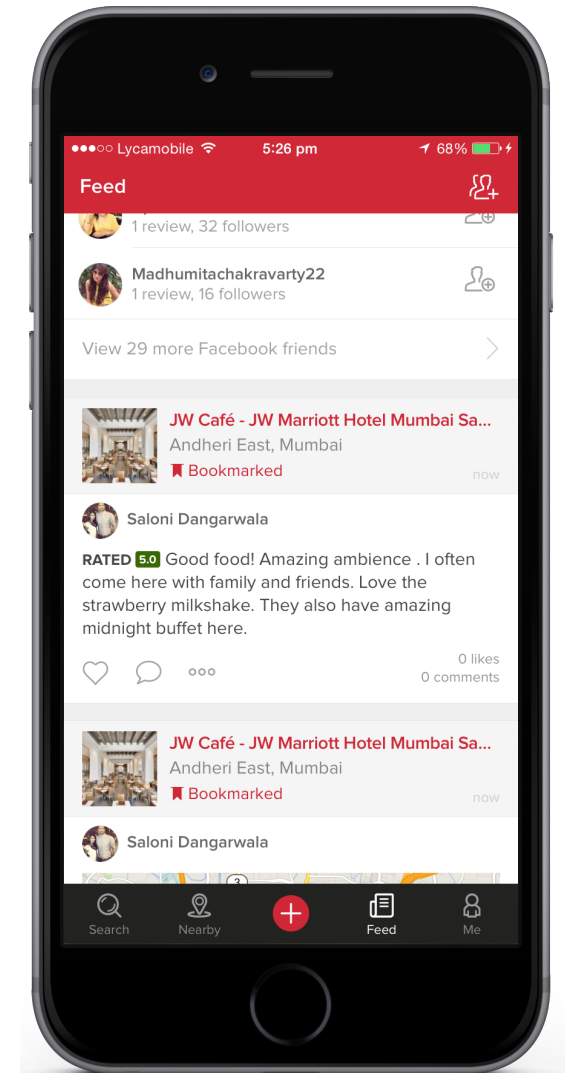 Lycamobile 5:26 pm 68%
Feed
1 review, 32 followers
Madhumitachakravarty22
1 review, 16 followers
View 29 more Facebook friends
JW Café - JW Marriott Hotel Mumbai Sa...
Andheri East, Mumbai
Bookmarked
now
Saloni Dangarwala
RATED 5.0 Good food! Amazing ambience . I often
come here with family and friends. Love the
strawberry milkshake. They also have amazing
midnight buffet here.
0 likes
0 comments
JW Café - JW Marriott Hotel Mumbai Sa...
Andheri East, Mumbai
Bookmarked
now
Saloni Dangarwala
3
Search Nearby Feed Me